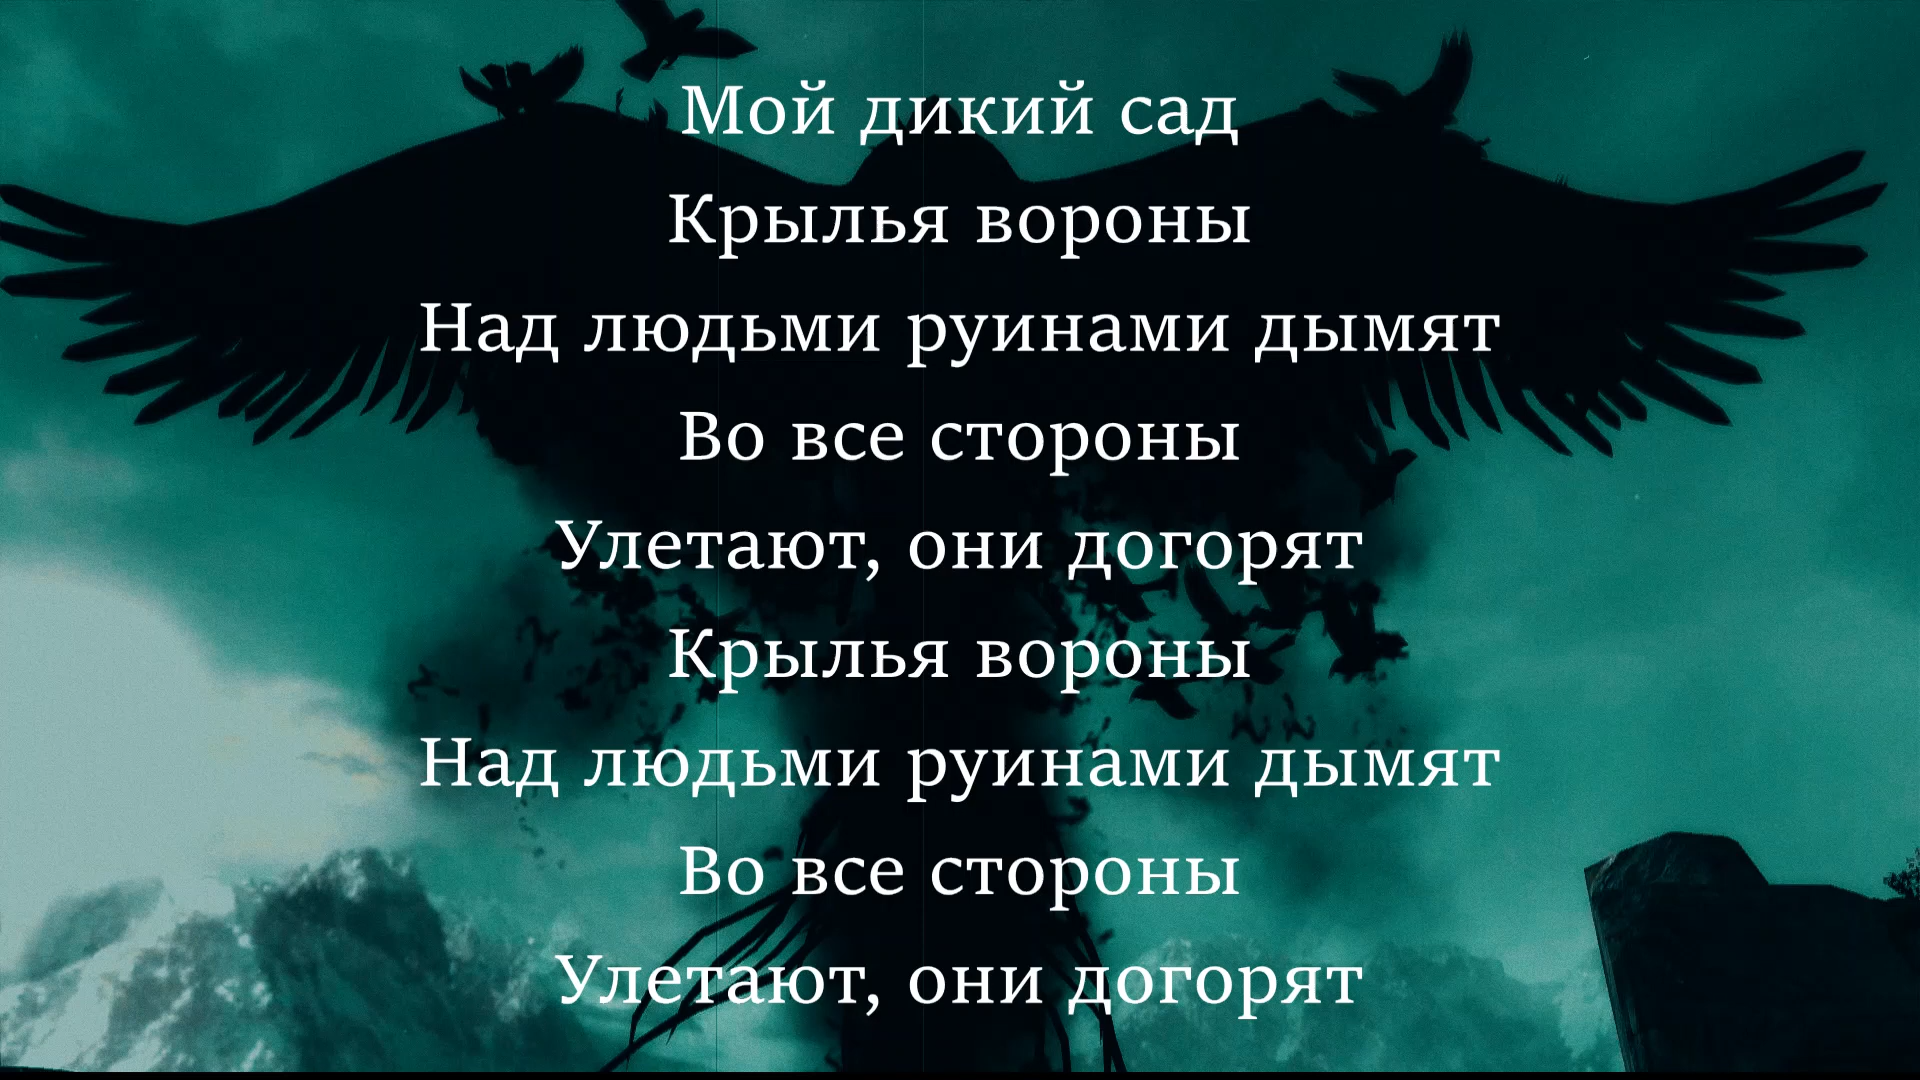 Мой дикий сад
Крылья вороны
Над людьми руинами дымят
Во все стороны
Улетают, они догорят
Крылья вороны
Над людьми руинами дымят
Во все стороны
Улетают, они догорят